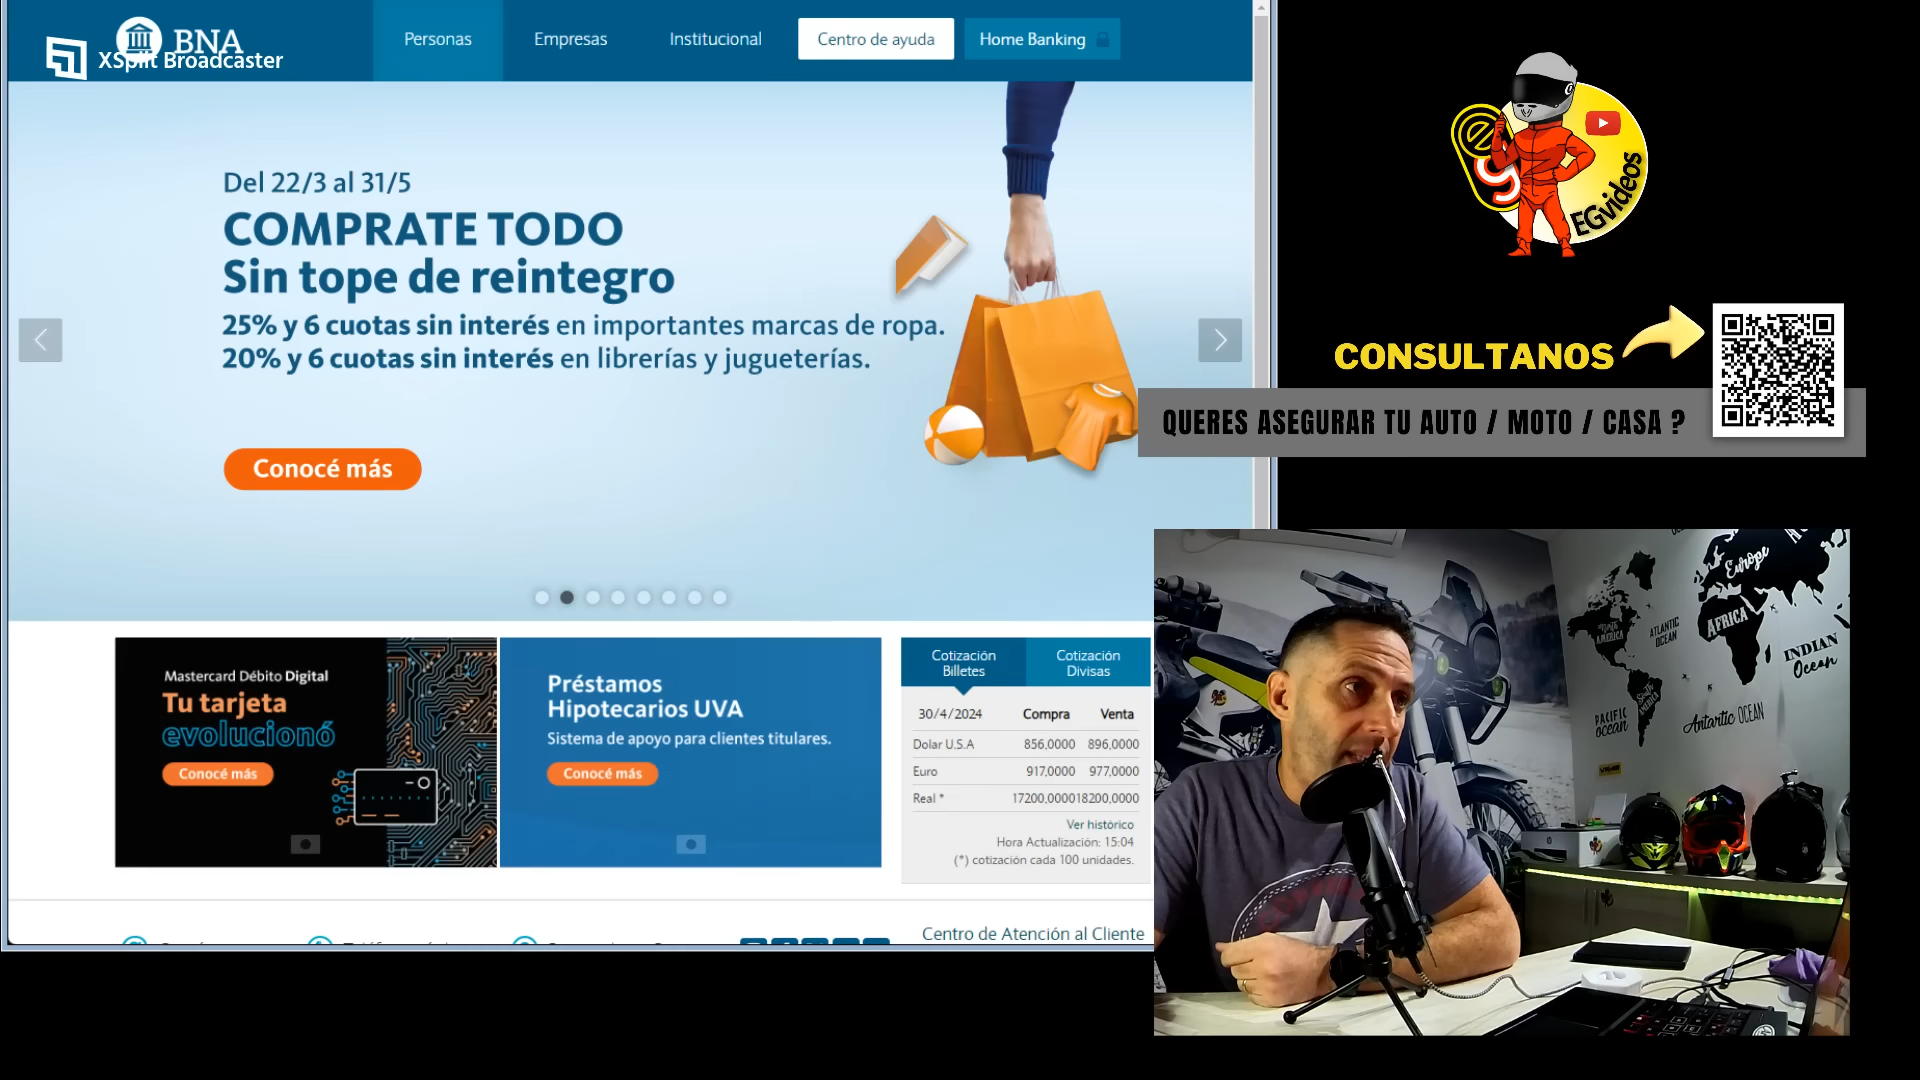 BNA
XSplit Broadcaster
Personas
Empresas
Institucional
Centro de ayuda
Home Banking
Del 22/3 al 31/5
COMPRATE TODO
Sin tope de reintegro
25% y 6 cuotas sin interés en importantes marcas de ropa.
20% y 6 cuotas sin interés en librerías y jugueterías.
Conocé más
Mastercard Débito Digital
Tu tarjeta
evolucionó
Conocé más
Préstamos
Hipotecarios UVA
Sistema de apoyo para clientes titulares.
Conocé más
Cotización
Billetes
Cotización
Divisas
30/4/2024 Compra Venta
Dolar U.S.A 856,0000 896,0000
Euro 917,0000 977,0000
Real * 17200,0000 18200,0000
Ver histórico
Hora Actualización: 15:04
(*) cotización cada 100 unidades.
Centro de Atención al Cliente
eg
EGvideos
CONSULTANOS
QUERES ASEGURAR TU AUTO / MOTO / CASA ?
Europe
AFRICA
NORTH
AMERICA
ATLANTIC
OCEAN
INDIAN
Ocean
SOUTH
AMERICA
PACIFIC
ocean
Antartic OCEAN